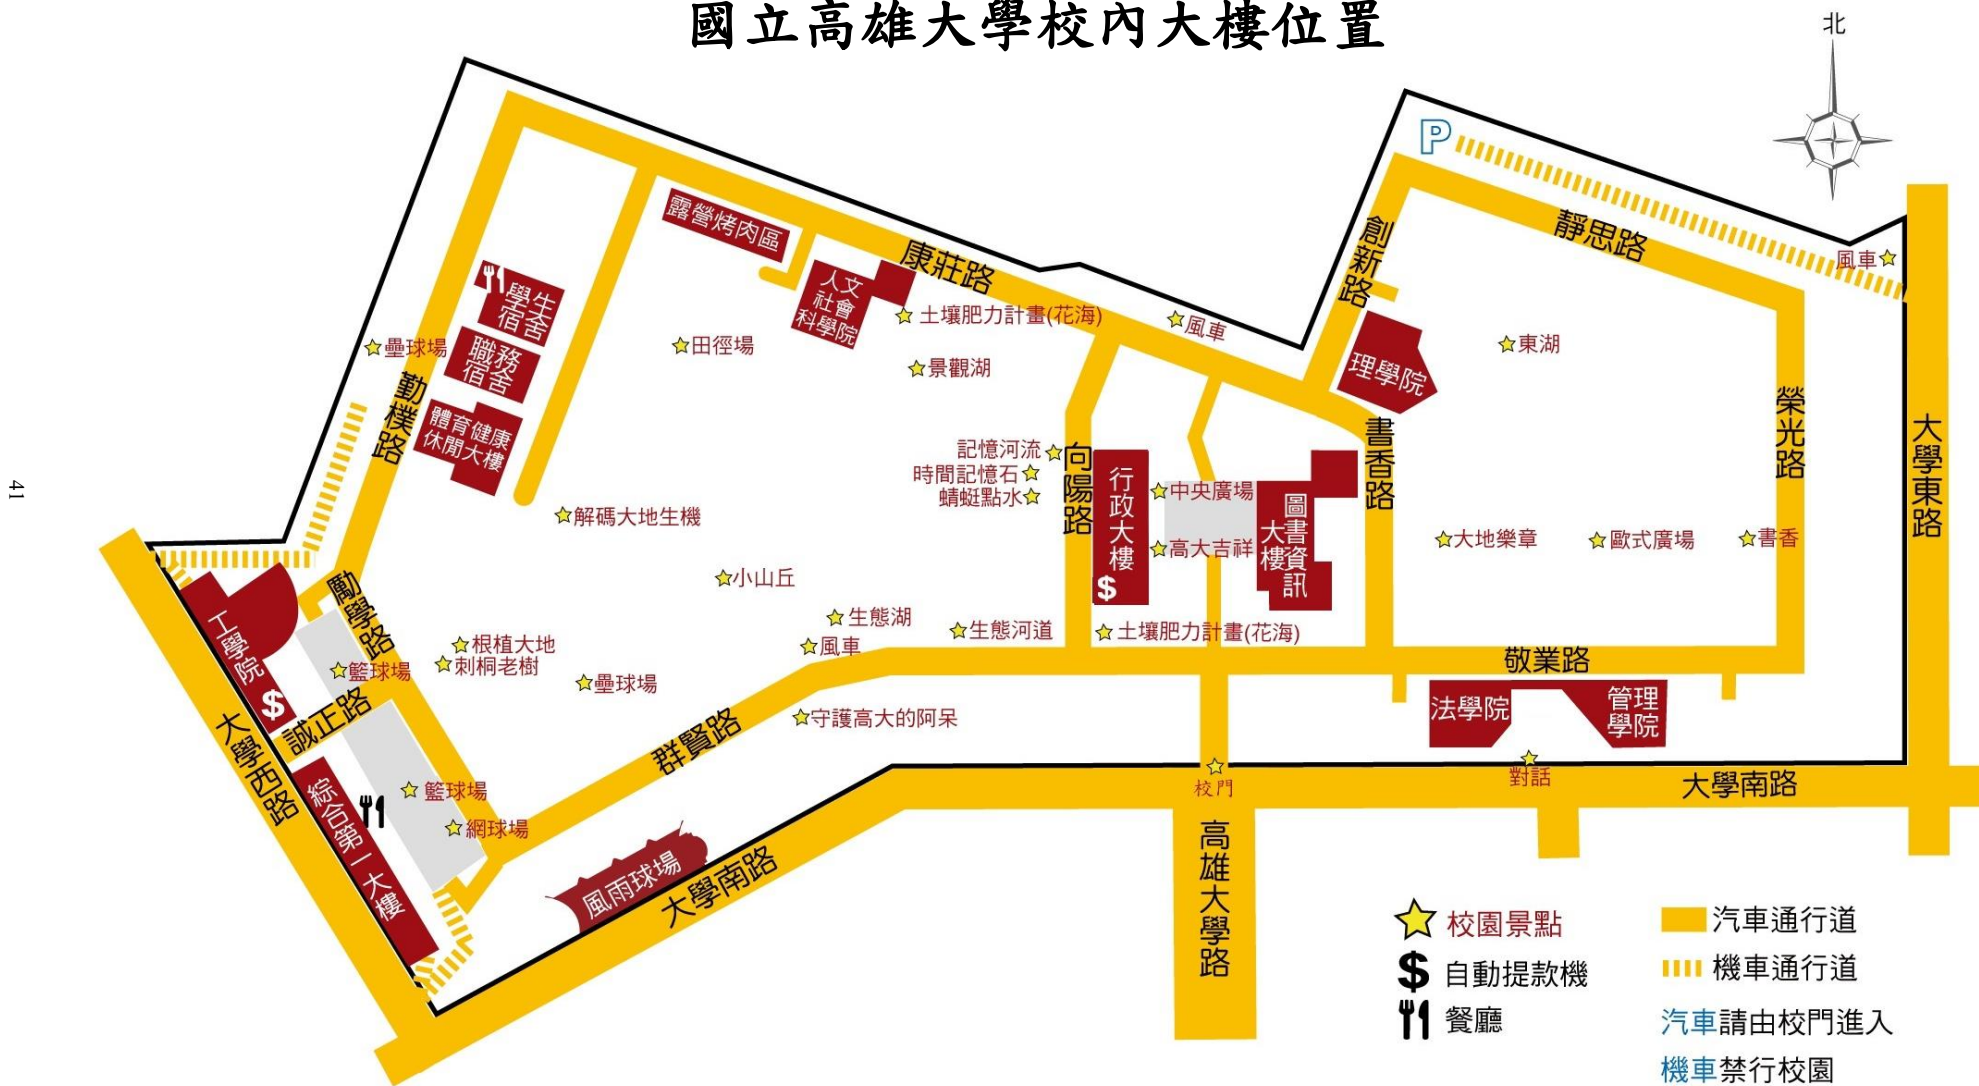 國立高雄大學校內大樓位置
北
P
露營烤肉區
康莊路
創新路
靜思路
風車
人文
社會
科學院
土壤肥力計畫(花海)
風車
學生
宿舍
職務
宿舍
壘球場
田徑場
景觀湖
理學院
東湖
勤樸路
體育健康
休閒大樓
榮光路
大學東路
記憶河流
時間記憶石
蜻蜓點水
向陽路
行政大樓
$
中央廣場
高大吉祥
圖書資訊
大樓
書香路
41
解碼大地生機
大地樂章
歐式廣場
書香
小山丘
勵學路
工學院
$
根植大地
刺桐老樹
籃球場
壘球場
生態湖
風車
生態河道
土壤肥力計畫(花海)
敬業路
誠正路
大學西路
群賢路
守護高大的阿呆
法學院
管理
學院
校門
對話
大學南路
綜合第一大樓
籃球場
網球場
風雨球場
大學南路
高雄大學路
校園景點
$ 自動提款機
餐廳
汽車通行道
機車通行道
汽車請由校門進入
機車禁行校園